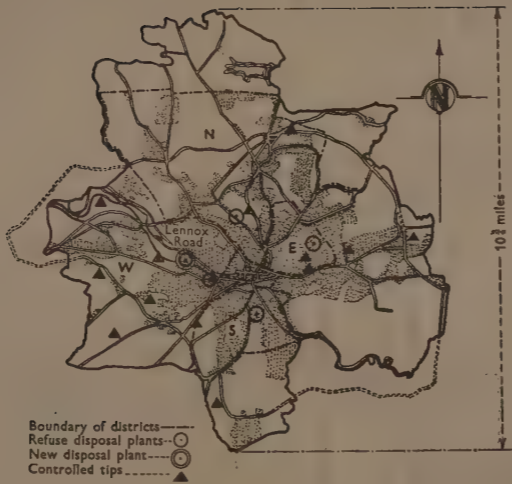 N
N
10¾ miles
Lennox
Road
E
W
S
Boundary of districts
Refuse disposal plants
New disposal plant
Controlled tips